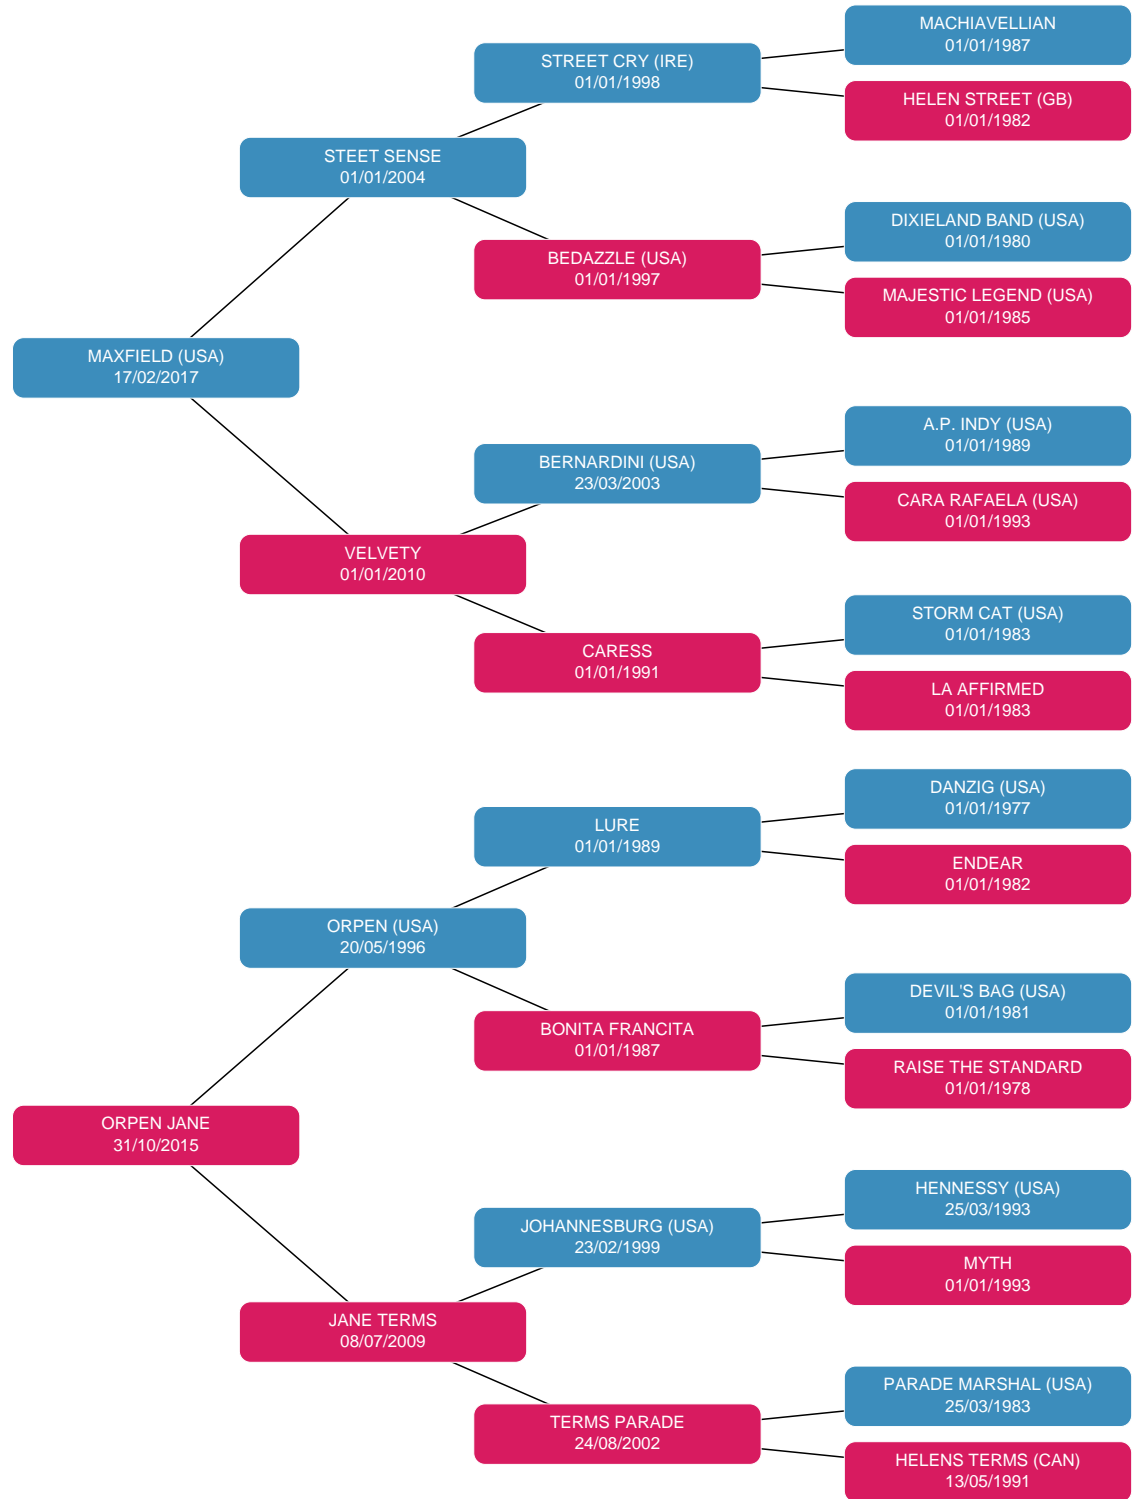 MACHIAVELLIAN
01/01/1987
STREET CRY (IRE)
01/01/1998
HELEN STREET (GB)
01/01/1982
STEET SENSE
01/01/2004
DIXIELAND BAND (USA)
01/01/1980
BEDAZZLE (USA)
01/01/1997
MAJESTIC LEGEND (USA)
01/01/1985
MAXFIELD (USA)
17/02/2017
A.P. INDY (USA)
01/01/1989
BERNARDINI (USA)
23/03/2003
CARA RAFAELA (USA)
01/01/1993
VELVETY
01/01/2010
STORM CAT (USA)
01/01/1983
CARESS
01/01/1991
LA AFFIRMED
01/01/1983
DANZIG (USA)
01/01/1977
LURE
01/01/1989
ENDEAR
01/01/1982
ORPEN (USA)
20/05/1996
DEVIL'S BAG (USA)
01/01/1981
BONITA FRANCITA
01/01/1987
RAISE THE STANDARD
01/01/1978
ORPEN JANE
31/10/2015
HENNESSY (USA)
25/03/1993
JOHANNESBURG (USA)
23/02/1999
MYTH
01/01/1993
JANE TERMS
08/07/2009
PARADE MARSHAL (USA)
25/03/1983
TERMS PARADE
24/08/2002
HELENS TERMS (CAN)
13/05/1991